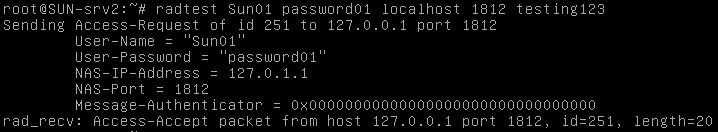 root@SUN-srv2:~# radtest Sun01 password01 localhost 1812 testing123
Sending Access-Request of id 251 to 127.0.0.1 port 1812
User-Name = "Sun01"
User-Password = "password01"
NAS-IP-Address = 127.0.1.1
NAS-Port = 1812
Message-Authenticator = 0x00000000000000000000000000000000
rad_recv: Access-Accept packet from host 127.0.0.1 port 1812, id=251, length=20